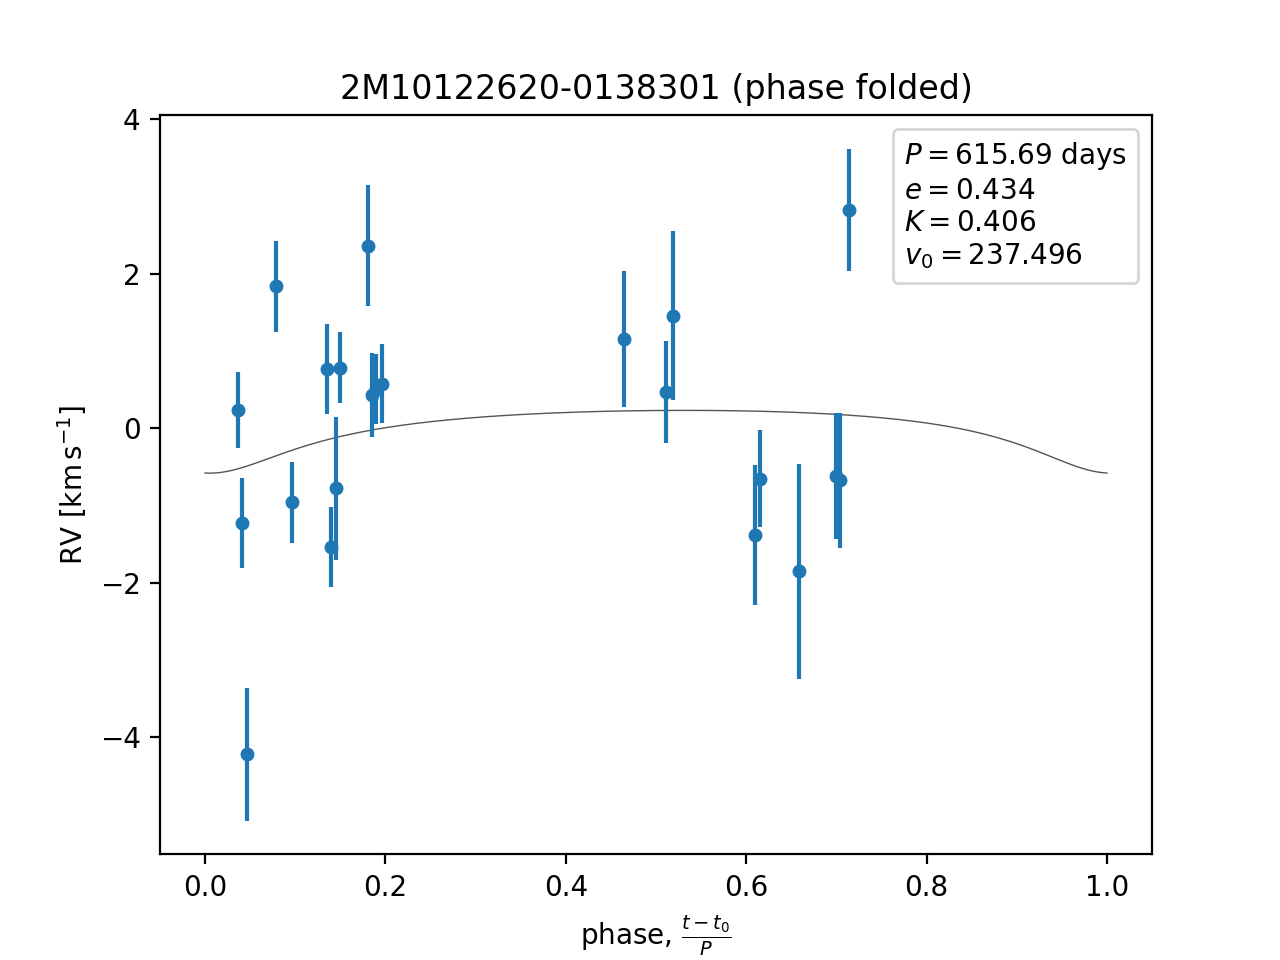 2M10122620-0138301 (phase folded)
P = 615.69 days
e = 0.434
K = 0.406
v₀ = 237.496
4
2
0
−2
−4
RV [km s⁻¹]
0.0 0.2 0.4 0.6 0.8 1.0
phase, (t − t₀)/P